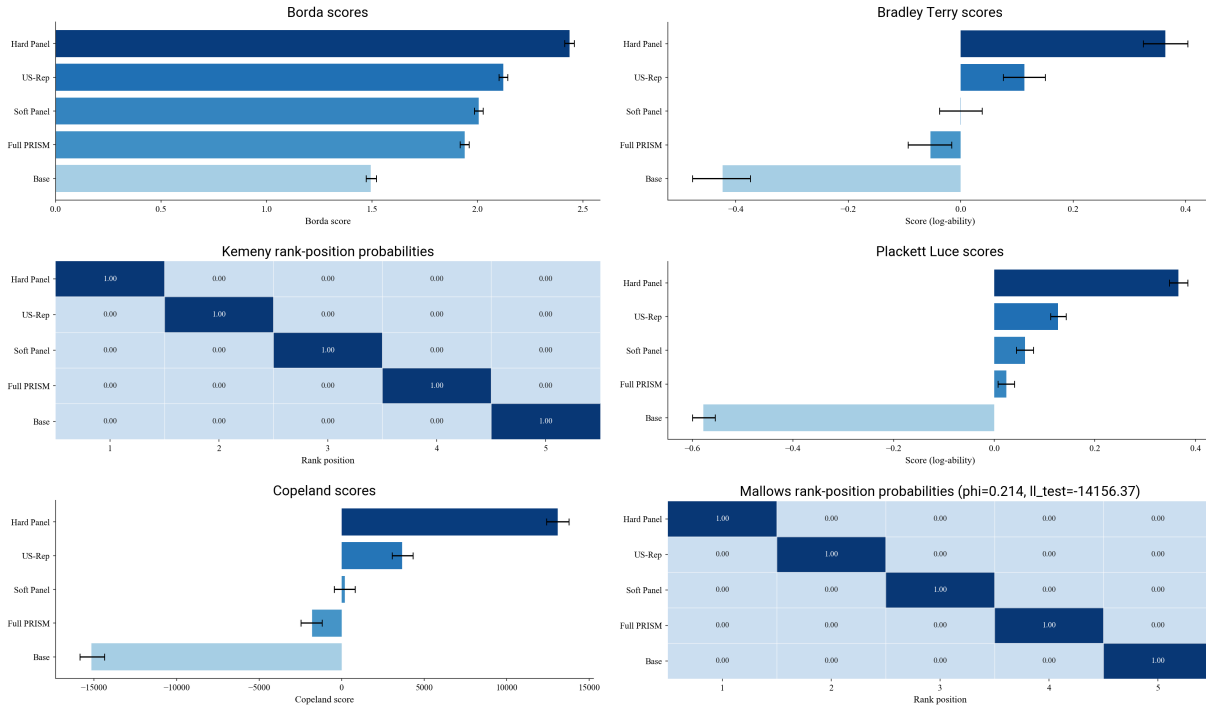 Borda scores
Hard Panel
US-Rep
Soft Panel
Full PRISM
Base
0.0 0.5 1.0 1.5 2.0 2.5
Borda score
Bradley Terry scores
Hard Panel
US-Rep
Soft Panel
Full PRISM
Base
−0.4 −0.2 0.0 0.2 0.4
Score (log-ability)
Kemeny rank-position probabilities
Hard Panel 1.00 0.00 0.00 0.00 0.00
US-Rep 0.00 1.00 0.00 0.00 0.00
Soft Panel 0.00 0.00 1.00 0.00 0.00
Full PRISM 0.00 0.00 0.00 1.00 0.00
Base 0.00 0.00 0.00 0.00 1.00
1 2 3 4 5
Rank position
Plackett Luce scores
Hard Panel
US-Rep
Soft Panel
Full PRISM
Base
−0.6 −0.4 −0.2 0.0 0.2 0.4
Score (log-ability)
Copeland scores
Hard Panel
US-Rep
Soft Panel
Full PRISM
Base
−15000 −10000 −5000 0 5000 10000 15000
Copeland score
Mallows rank-position probabilities (phi=0.214, ll_test=-14156.37)
Hard Panel 1.00 0.00 0.00 0.00 0.00
US-Rep 0.00 1.00 0.00 0.00 0.00
Soft Panel 0.00 0.00 1.00 0.00 0.00
Full PRISM 0.00 0.00 0.00 1.00 0.00
Base 0.00 0.00 0.00 0.00 1.00
1 2 3 4 5
Rank position